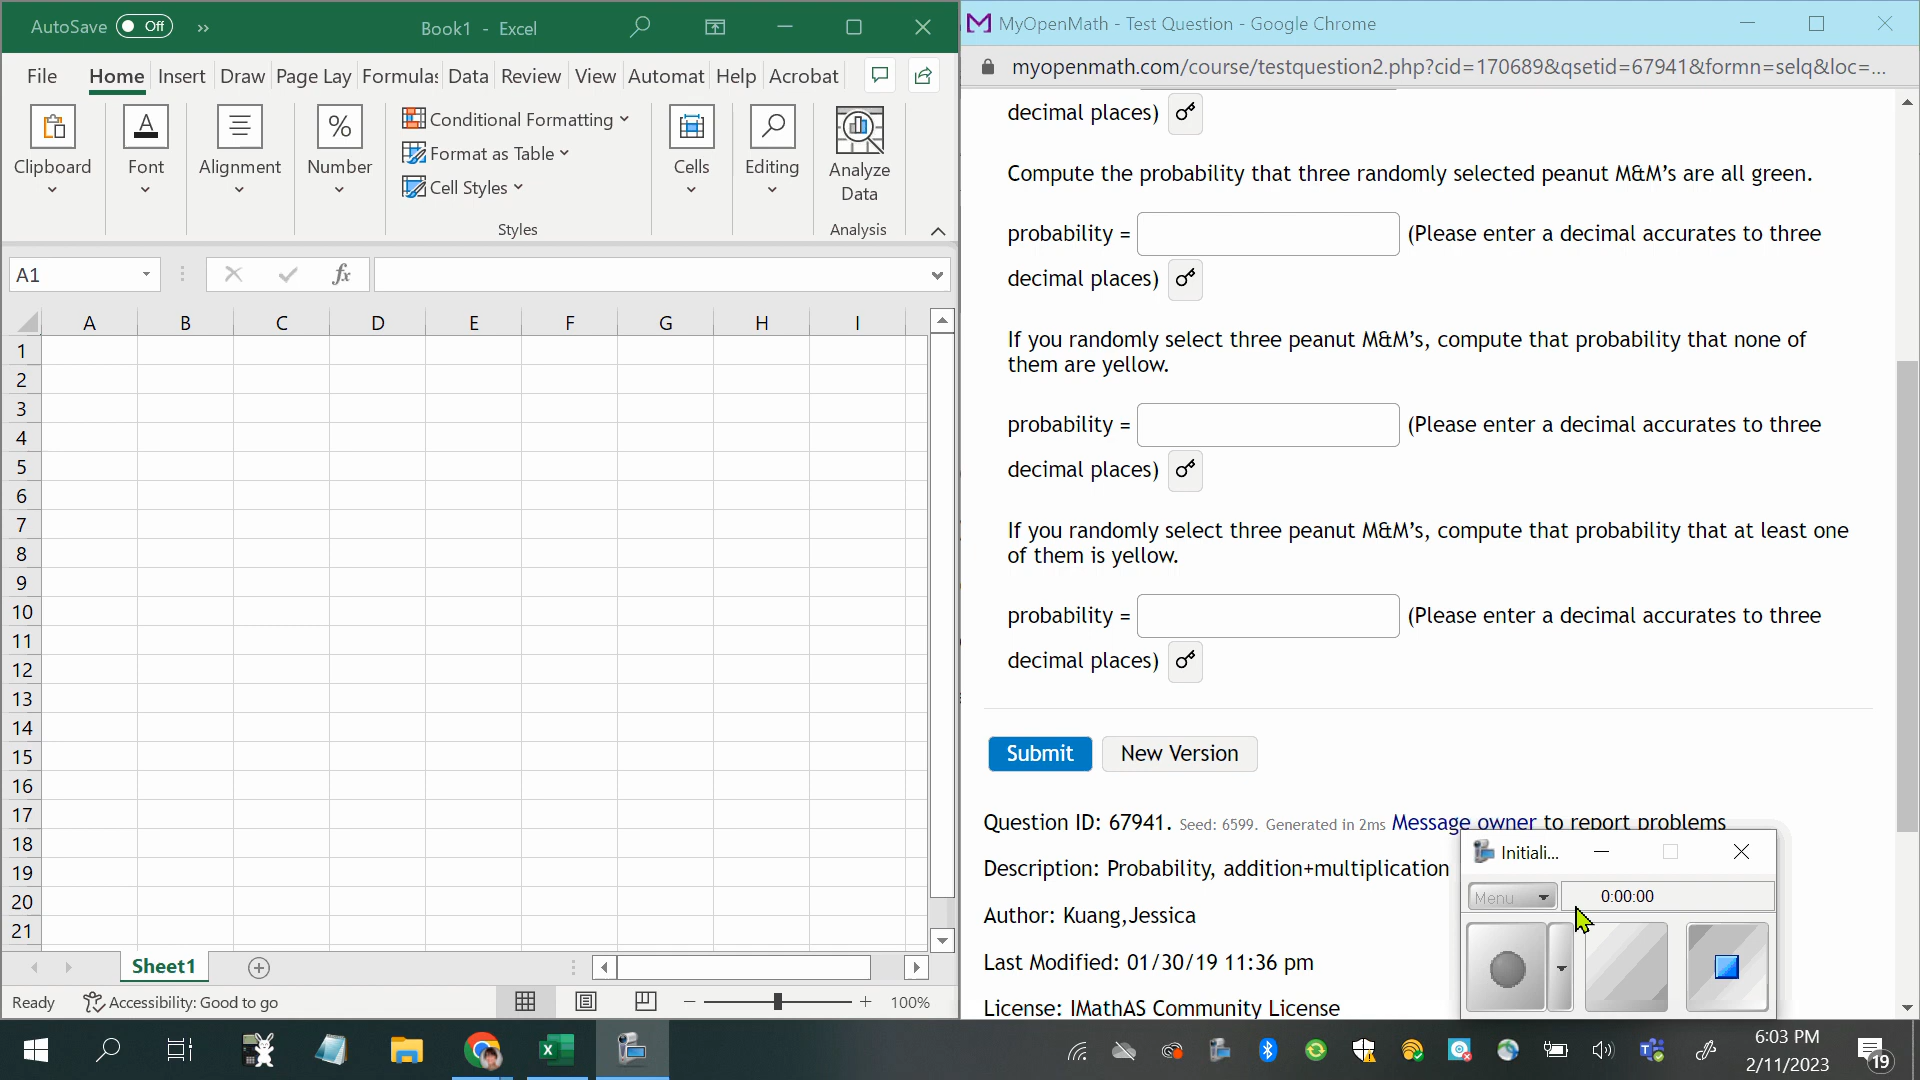 AutoSave Off »
Book1 - Excel
MyOpenMath - Test Question - Google Chrome
File Home Insert Draw Page Lay Formulas Data Review View Automat Help Acrobat
myopenmath.com/course/testquestion2.php?cid=170689&qsetid=67941&formn=selq&loc=...
Clipboard
Font
Alignment
Number
Conditional Formatting
Format as Table
Cell Styles
Styles
Cells
Editing
Analyze
Data
Analysis
A1
fx
A B C D E F G H I
1
2
3
4
5
6
7
8
9
10
11
12
13
14
15
16
17
18
19
20
21
Sheet1
Ready
Accessibility: Good to go
100%
decimal places)
Compute the probability that three randomly selected peanut M&M's are all green.
probability = (Please enter a decimal accurates to three
decimal places)
If you randomly select three peanut M&M's, compute that probability that none of
them are yellow.
probability = (Please enter a decimal accurates to three
decimal places)
If you randomly select three peanut M&M's, compute that probability that at least one
of them is yellow.
probability = (Please enter a decimal accurates to three
decimal places)
Submit New Version
Question ID: 67941. Seed: 6599. Generated in 2ms Message owner to report problems
Description: Probability, addition+multiplication
Author: Kuang,Jessica
Last Modified: 01/30/19 11:36 pm
License: IMathAS Community License
Initiali...
Menu 0:00:00
6:03 PM
2/11/2023
19